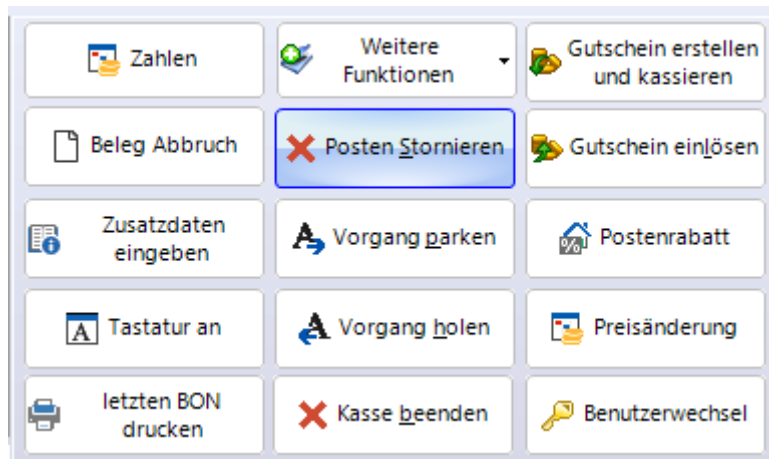 Zahlen
Weitere
Funktionen
Gutschein erstellen
und kassieren
Beleg Abbruch
Posten Stornieren
Gutschein einlösen
Zusatzdaten
eingeben
Vorgang parken
Postenrabatt
Tastatur an
Vorgang holen
Preisänderung
letzten BON
drucken
Kasse beenden
Benutzerwechsel